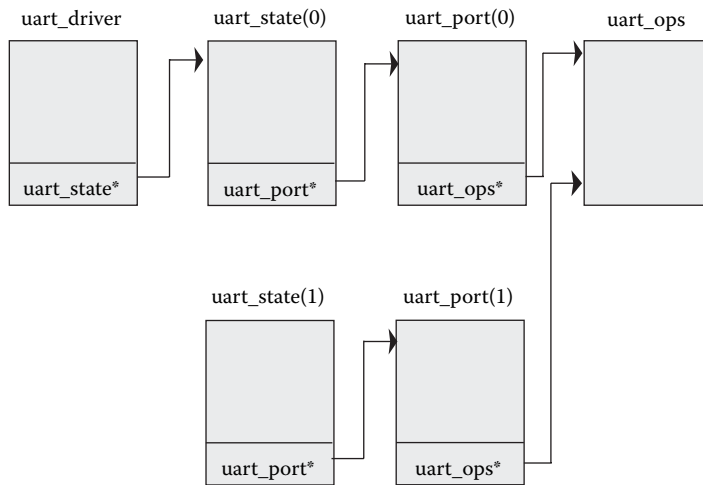 uart_driver
uart_state(0)
uart_port(0)
uart_ops
uart_state*
uart_port*
uart_ops*
uart_state(1)
uart_port(1)
uart_port*
uart_ops*